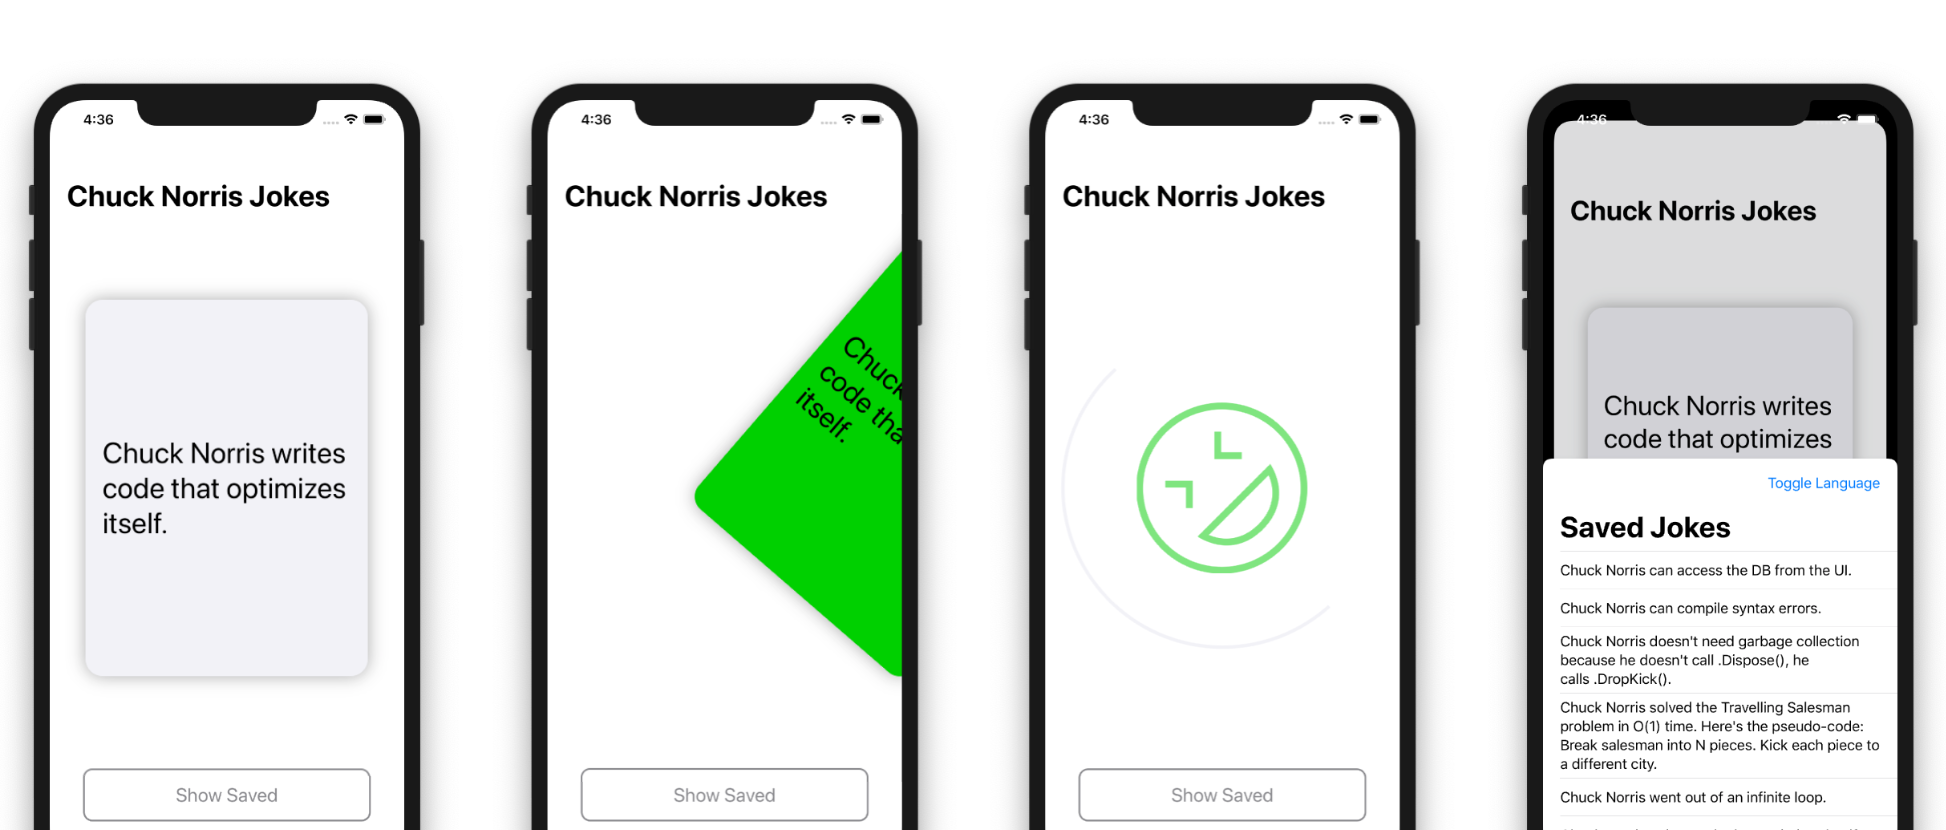 4:36
Chuck Norris Jokes
Chuck Norris writes
code that optimizes
itself.
Show Saved
4:36
Chuck Norris Jokes
Chuck
code tha
itself.
Show Saved
4:36
Chuck Norris Jokes
Show Saved
4:36
Chuck Norris Jokes
Chuck Norris writes
code that optimizes
Toggle Language
Saved Jokes
Chuck Norris can access the DB from the UI.
Chuck Norris can compile syntax errors.
Chuck Norris doesn't need garbage collection
because he doesn't call .Dispose(), he
calls .DropKick().
Chuck Norris solved the Travelling Salesman
problem in O(1) time. Here's the pseudo-code:
Break salesman into N pieces. Kick each piece to
a different city.
Chuck Norris went out of an infinite loop.